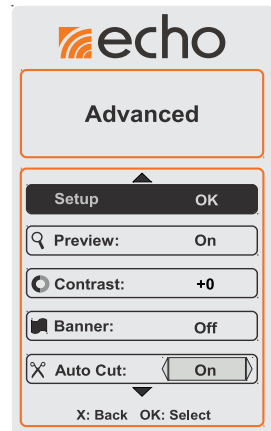 echo
Advanced
Setup OK
Preview: On
Contrast: +0
Banner: Off
Auto Cut: On
X: Back OK: Select